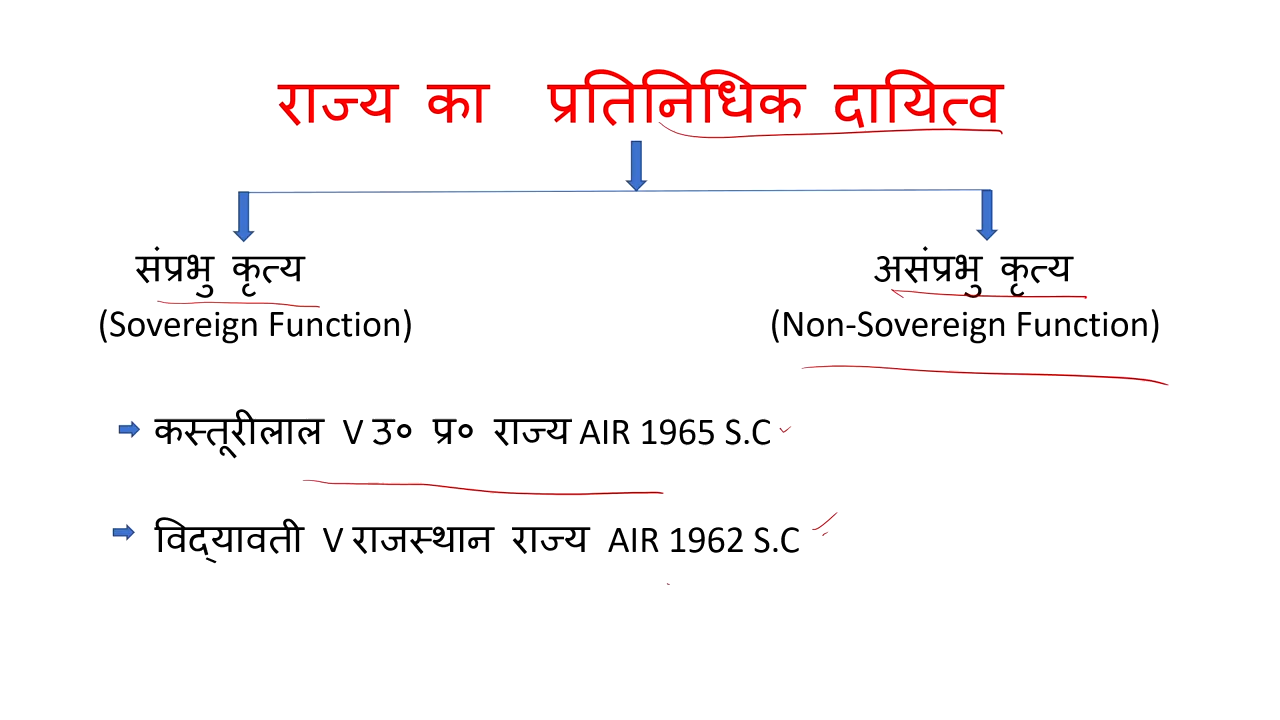 राज्य का प्रतिनिधिक दायित्व
संप्रभु कृत्य
(Sovereign Function)
असंप्रभु कृत्य
(Non-Sovereign Function)
कस्तूरीलाल V उ० प्र० राज्य AIR 1965 S.C
विद्‌यावती V राजस्थान राज्य AIR 1962 S.C